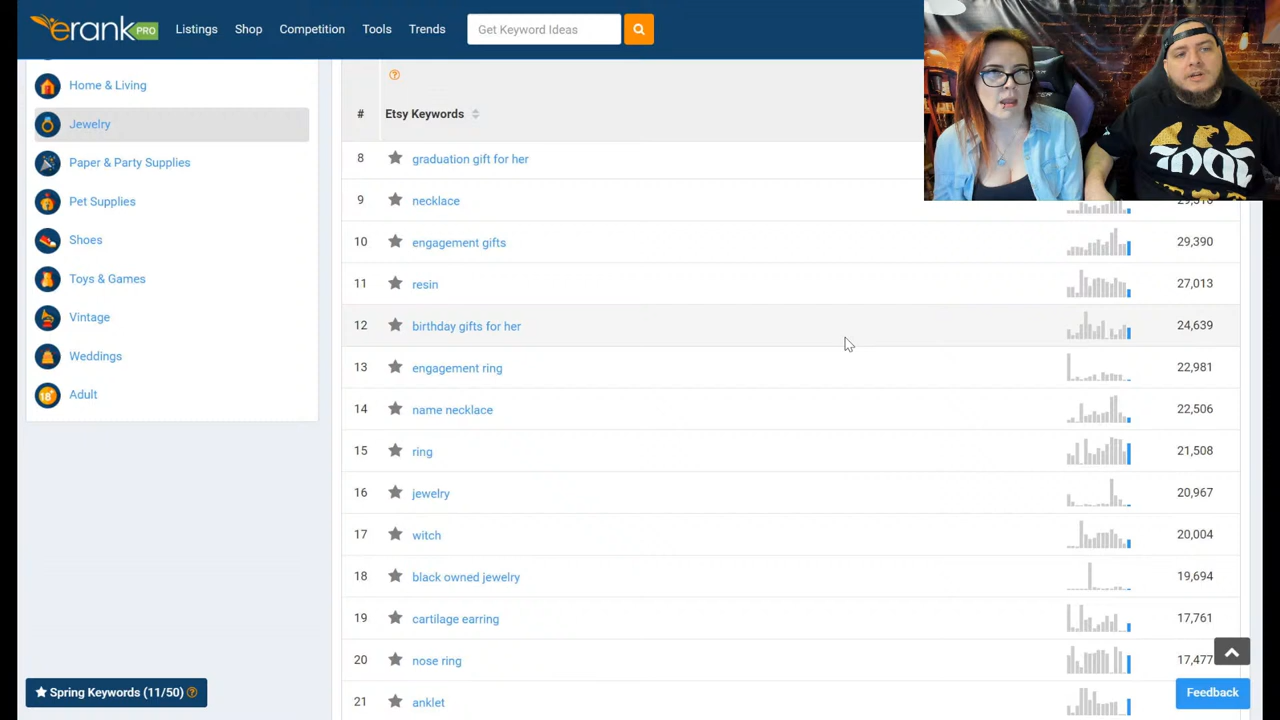 erank PRO
Listings
Shop
Competition
Tools
Trends
Get Keyword Ideas
Home & Living
Jewelry
Paper & Party Supplies
Pet Supplies
Shoes
Toys & Games
Vintage
Weddings
18+
Adult
Spring Keywords (11/50) ?
?
# Etsy Keywords
8 graduation gift for her
9 necklace
10 engagement gifts 29,390
11 resin 27,013
12 birthday gifts for her 24,639
13 engagement ring 22,981
14 name necklace 22,506
15 ring 21,508
16 jewelry 20,967
17 witch 20,004
18 black owned jewelry 19,694
19 cartilage earring 17,761
20 nose ring 17,477
21 anklet
Feedback